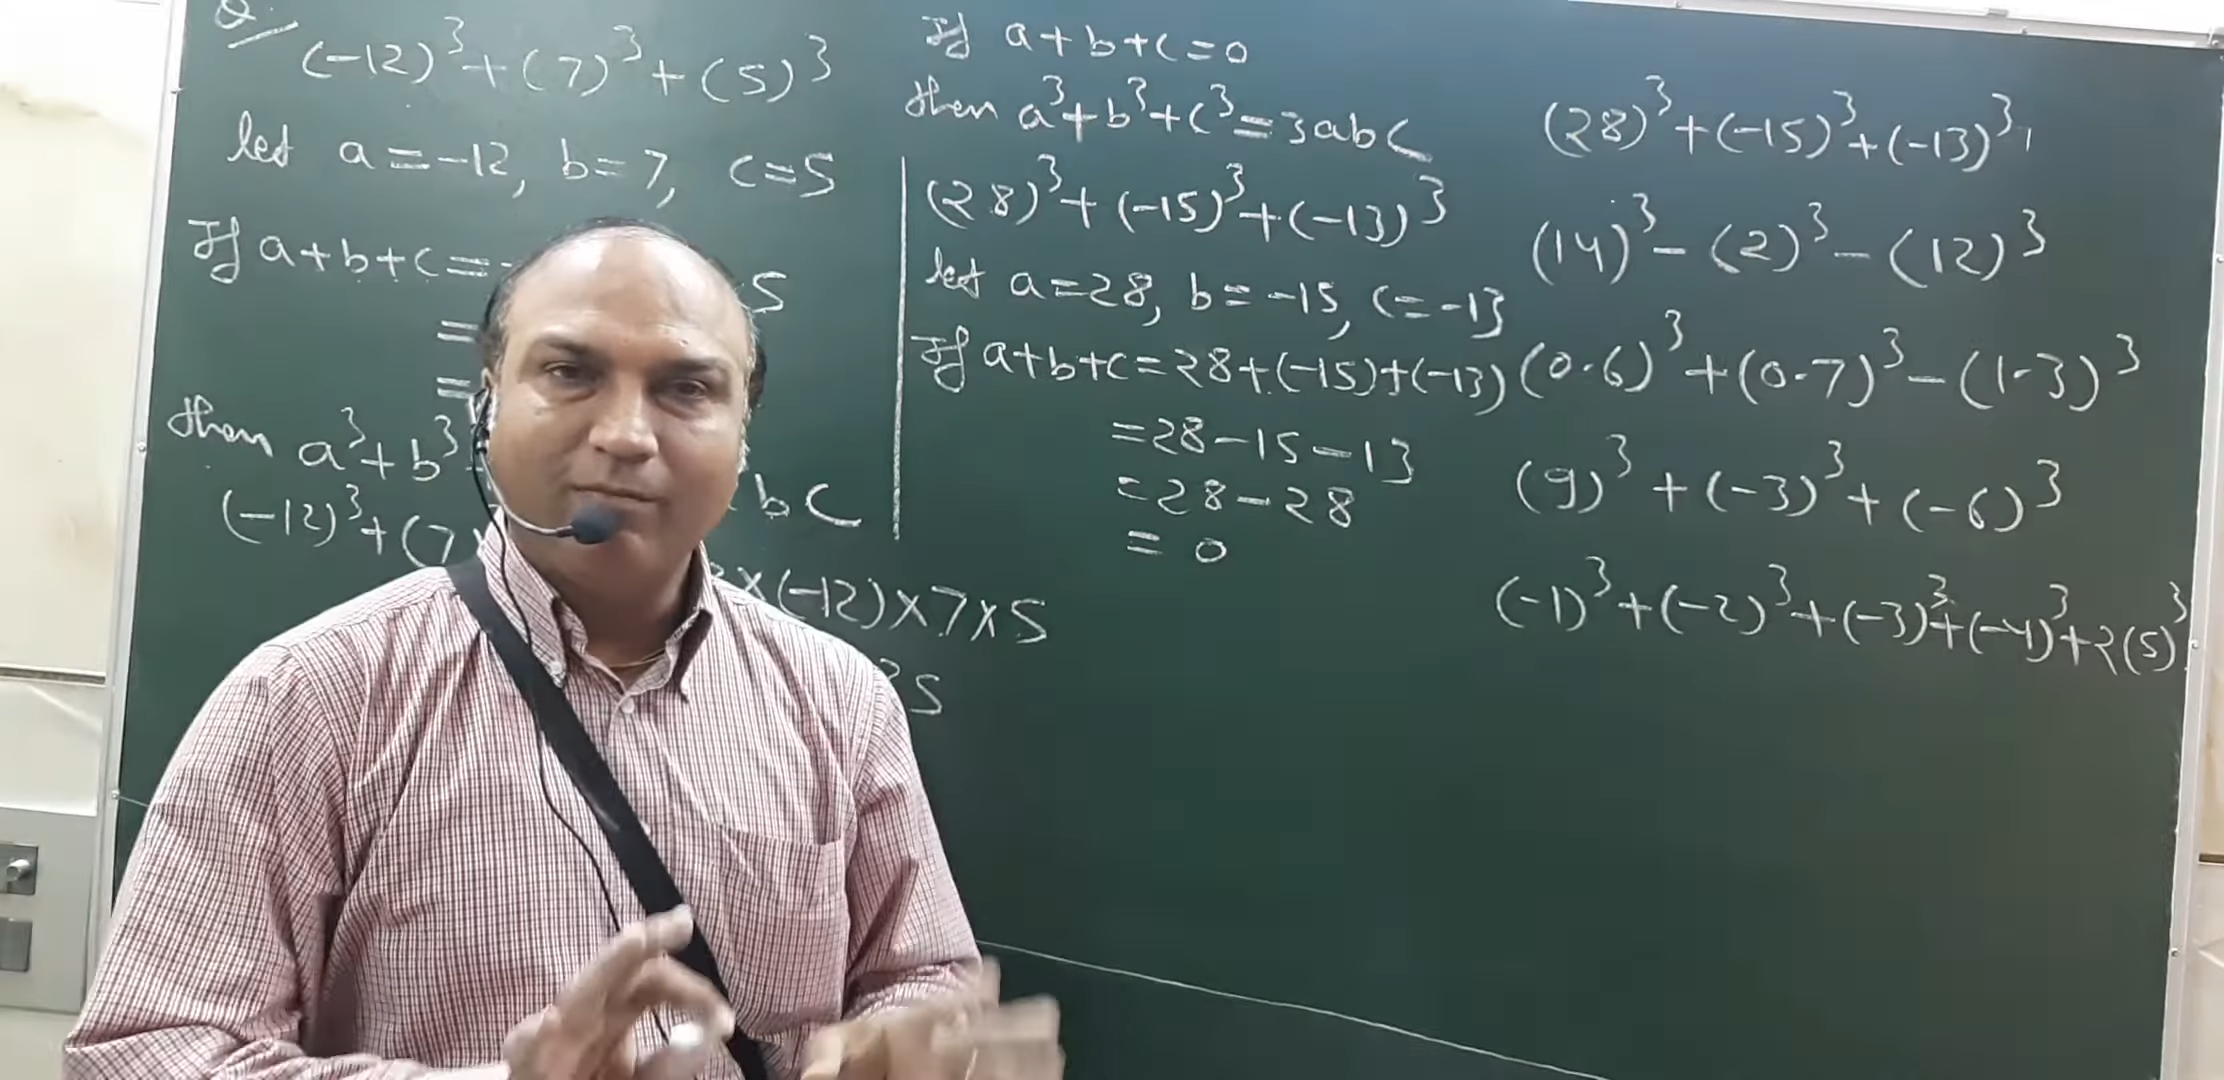 Q.
(-12)³+(7)³+(5)³
let a=-12, b=7, c=5
If a+b+c=- 5
=
=
then a³+b³ bc
(-12)³+(7 ×(-12)×7×5
5
If a+b+c=0
then a³+b³+c³=3abc
(28)³+(-15)³+(-13)³
let a=28, b=-15, c=-13
If a+b+c=28+(-15)+(-13)
=28-15-13
=28-28
= 0
(28)³+(-15)³+(-13)³
(14)³-(2)³-(12)³
(0.6)³+(0.7)³-(1.3)³
(9)³+(-3)³+(-6)³
(-1)³+(-2)³+(-3)³+(-4)³+2(5)³